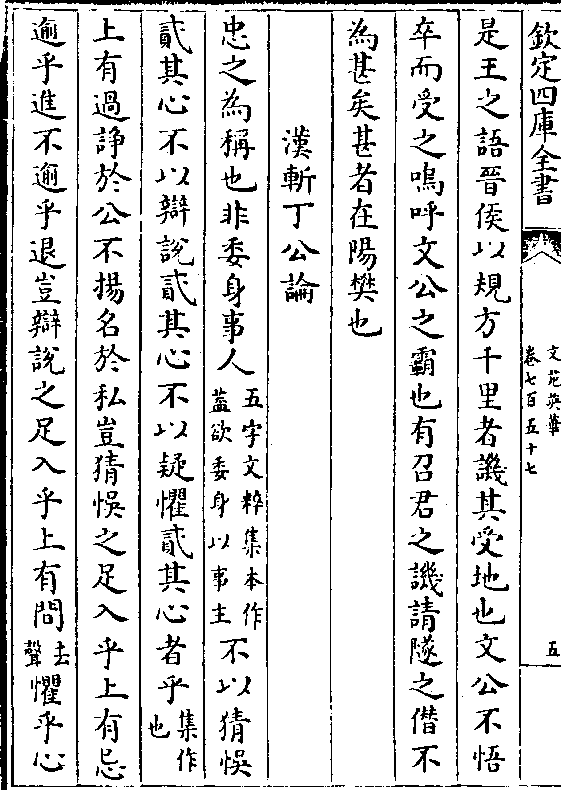 欽定四庫全書
文苑英華
卷七百五十七
五
是王之語晉侯以規方千里者譏其受地也文公不悟
卒而受之嗚呼文公之霸也有召君之譏請隧之僭不
為甚矣甚者在陽樊也
漢斬丁公論
忠之為稱也非委身事人五字文粹集本作蓋欲委身以事主不以猜悞
貳其心不以辯説貳其心不以疑懼貳其心者乎集作也
上有過諍於公不揚名於私豈猜悞之足入乎上有忌
逾乎進不逾乎退豈辯説之足入乎上有問去聲懼乎心